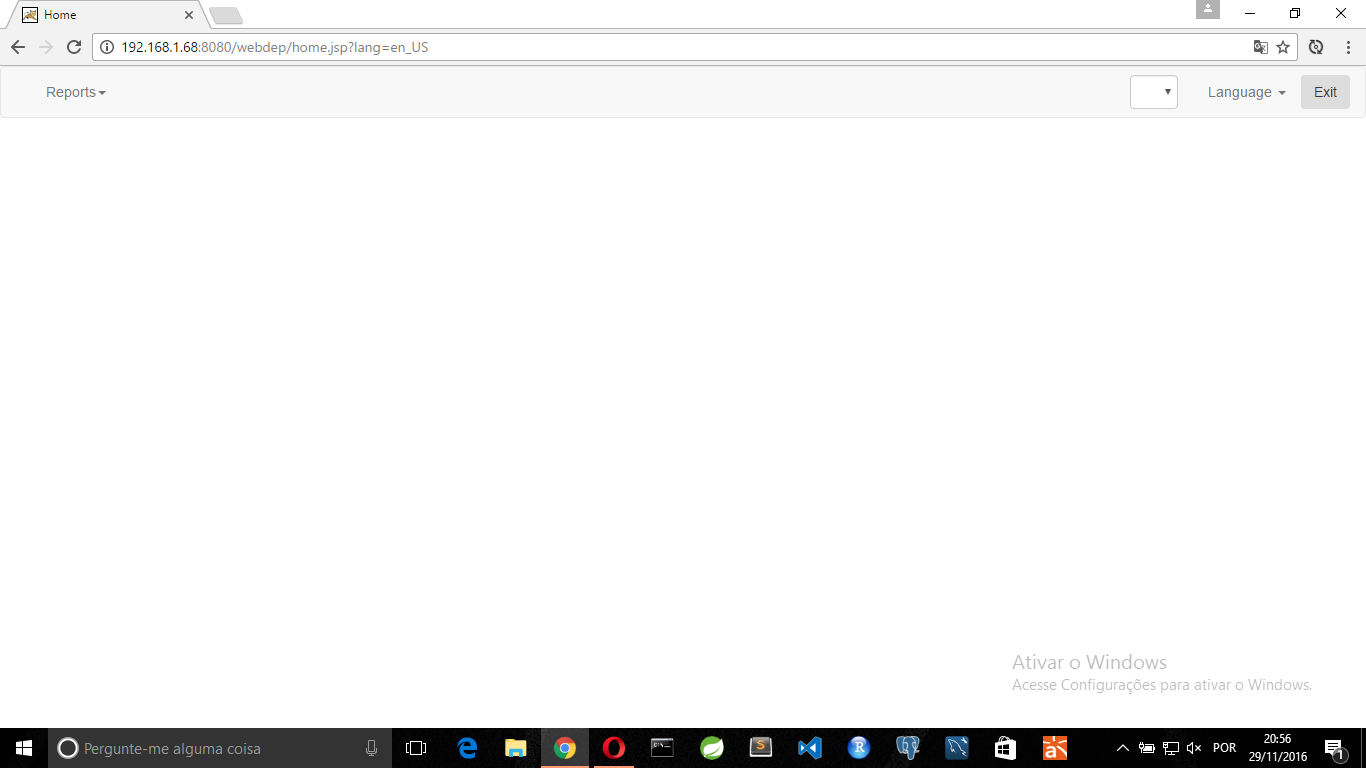 Home
192.168.1.68:8080/webdep/home.jsp?lang=en_US
Reports
Language
Exit
Ativar o Windows
Acesse Configurações para ativar o Windows.
Pergunte-me alguma coisa
POR
20:56
29/11/2016
1